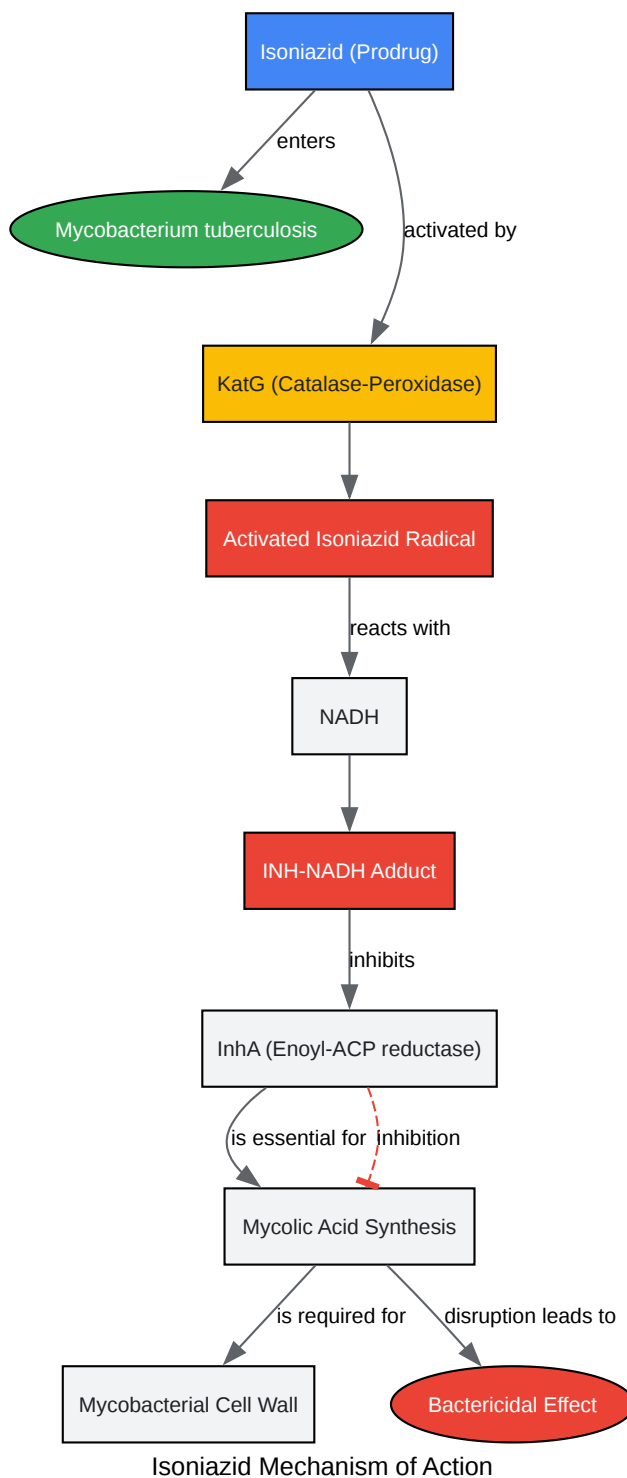 Isoniazid (Prodrug)
enters
Mycobacterium tuberculosis
activated by
KatG (Catalase-Peroxidase)
Activated Isoniazid Radical
reacts with
NADH
INH-NADH Adduct
inhibits
InhA (Enoyl-ACP reductase)
is essential for
inhibition
Mycolic Acid Synthesis
is required for
disruption leads to
Mycobacterial Cell Wall
Bactericidal Effect
Isoniazid Mechanism of Action